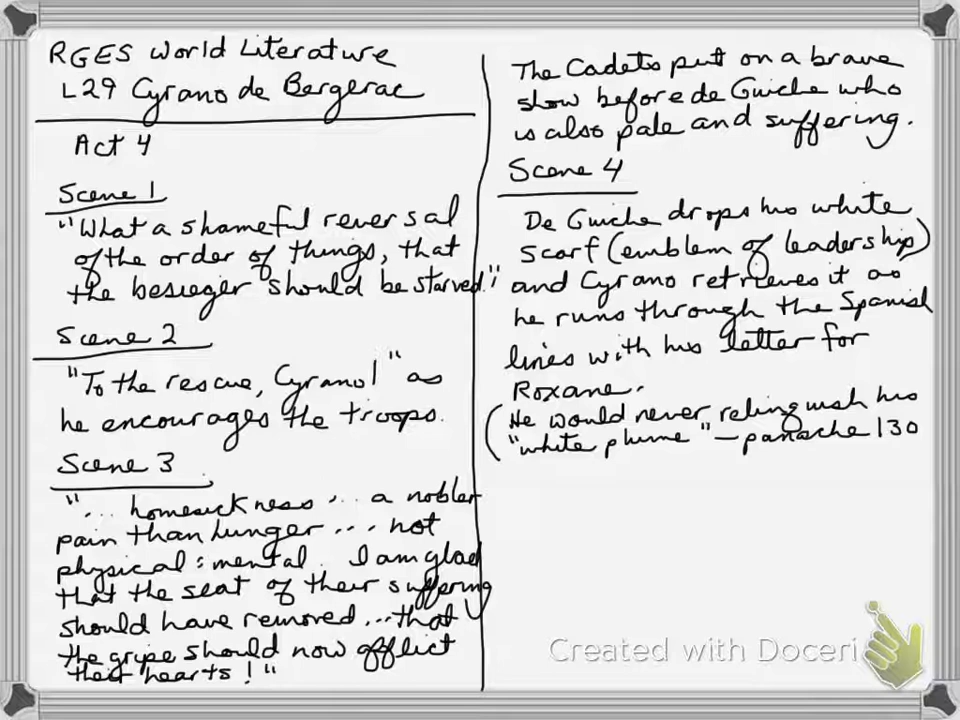 RGES World Literature
L29 Cyrano de Bergerac
Act 4
Scene 1
"What a shameful reversal
of the order of things, that
the besieger should be starved."
Scene 2
"To the rescue, Cyrano!" as
he encourages the troops.
Scene 3
"... homesickness ... a nobler
pain than hunger ... not
physical : mental. I am glad
that the seat of their suffering
should have removed ... that
the gripe should now afflict
their hearts!"
The Cadets put on a brave
show before de Guiche who
is also pale and suffering.
Scene 4
De Guiche drops his white
scarf (emblem of leadership)
and Cyrano retrieves it as
he runs through the Spanish
lines with his letter for
Roxane.
(He would never relinquish his
"white plume" - panache 130
Created with Doceri